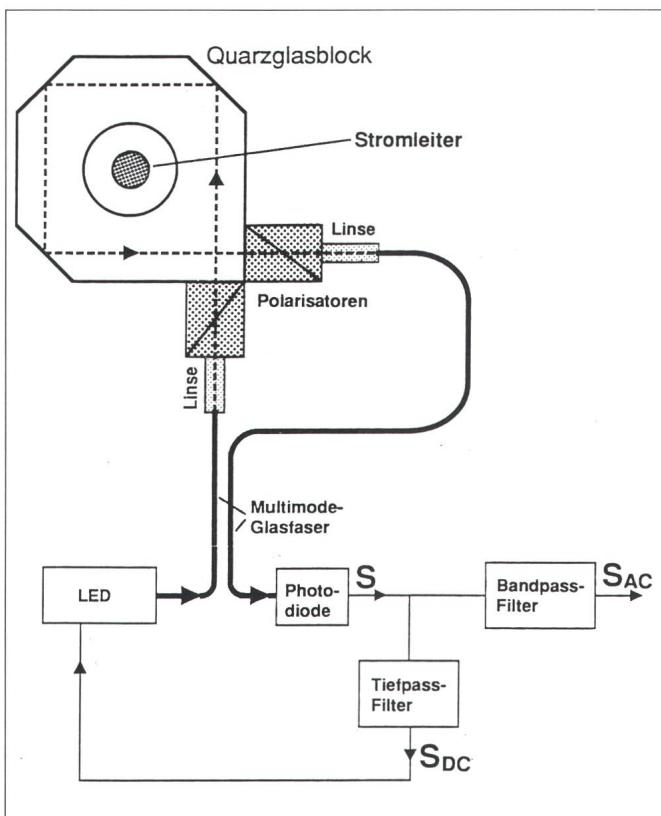 Quarzglasblock
Stromleiter
Linse
Polarisatoren
Linse
Multimode-
Glasfaser
LED
Photo-
diode
S
Bandpass-
Filter
SAC
Tiefpass-
Filter
SDC